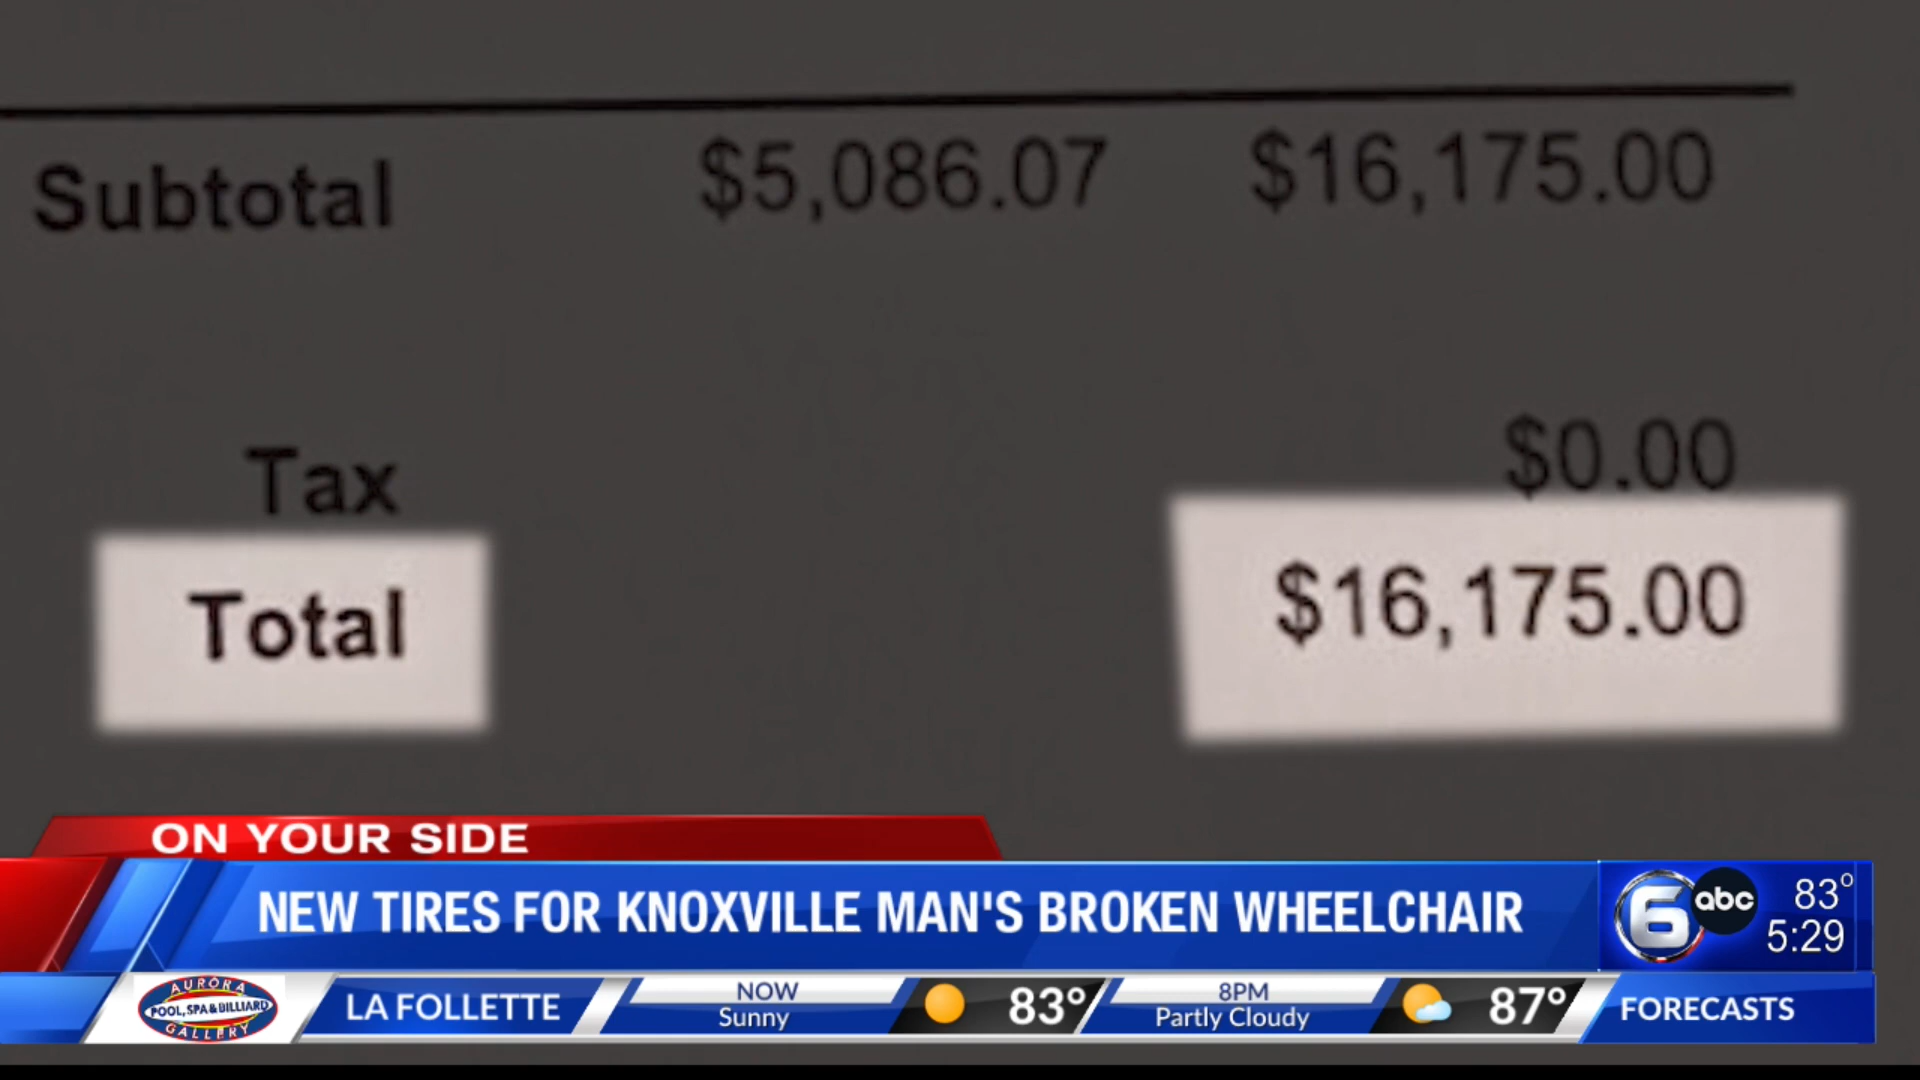 Subtotal $5,086.07 $16,175.00
Tax $0.00
Total $16,175.00
ON YOUR SIDE
NEW TIRES FOR KNOXVILLE MAN'S BROKEN WHEELCHAIR
6 abc 83°
5:29
AURORA
POOL, SPA & BILLIARD
GALLERY
LA FOLLETTE
NOW
Sunny
83°
8PM
Partly Cloudy
87°
FORECASTS